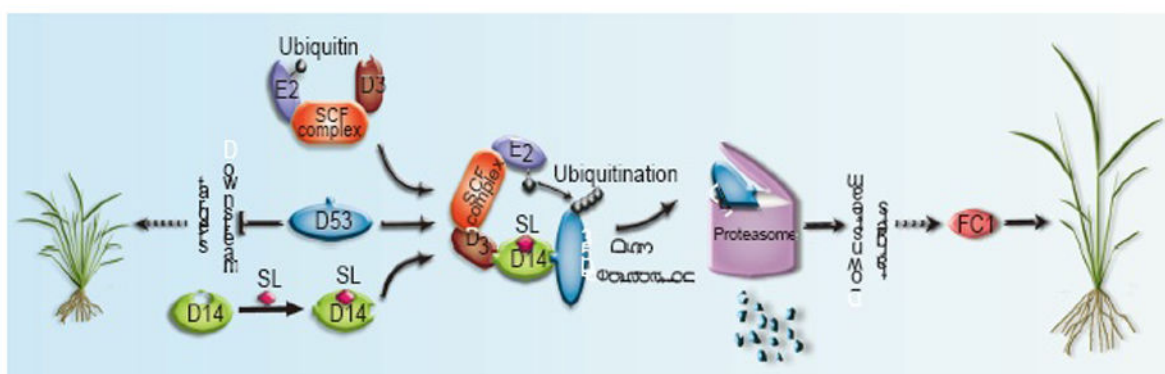 Ubiquitin
E2
D3
SCF
complex
Downstream
targets
D53
SL
D14
SL
D14
E2
SCF
complex
D3
SL
D14
Ubiquitination
Proteasome
FC1